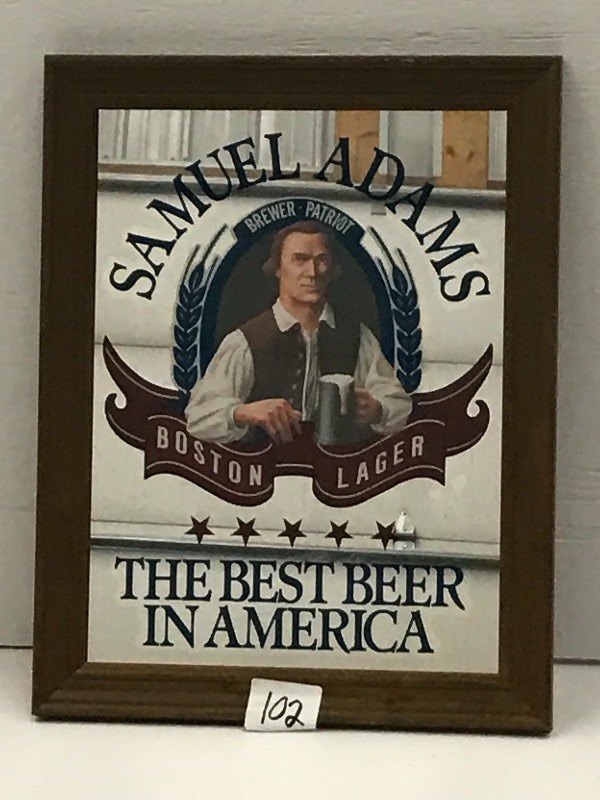 SAMUEL ADAMS
BREWER · PATRIOT
BOSTON LAGER
THE BEST BEER
IN AMERICA
102